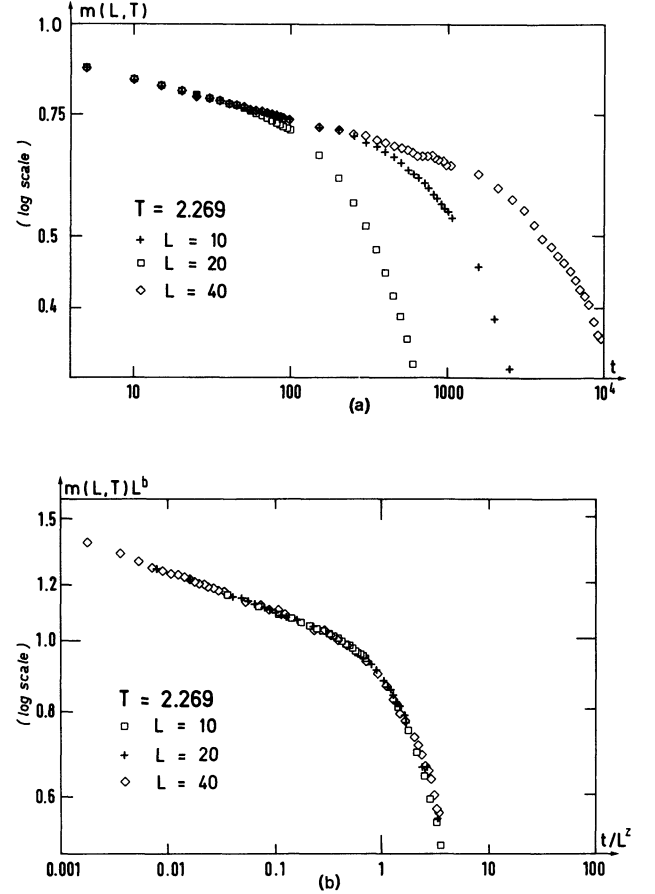 m(L,T)
1.0
0.75
0.5
0.4
(log scale)
T = 2.269
+ L = 10
□ L = 20
◇ L = 40
10 100 1000 10⁴
t
(a)
m(L,T)Lᵇ
1.5
1.2
1.0
0.8
0.6
(log scale)
T = 2.269
□ L = 10
+ L = 20
◇ L = 40
t/Lᶻ
0.001 0.01 0.1 1 10 100
(b)